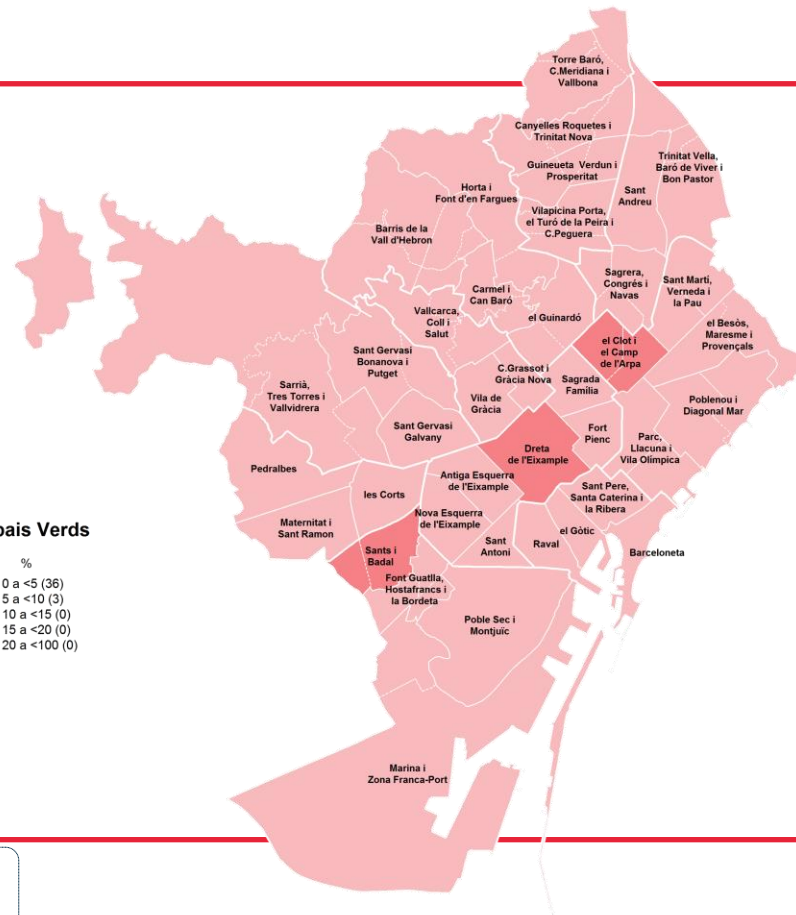 Torre Baró,
C.Meridiana i
Vallbona
Canyelles Roquetes i
Trinitat Nova
Guineueta Verdun i
Prosperitat
Trinitat Vella,
Baró de Viver i
Bon Pastor
Sant
Andreu
Horta i
Font d'en Fargues
Vilapicina Porta,
el Turó de la Peira i
C.Peguera
Barris de la
Vall d'Hebron
Sagrera,
Congrés i
Navas
Sant Martí,
Verneda i
la Pau
Carmel i
Can Baró
Vallcarca,
Coll i
Salut
el Guinardó
el Besòs,
Maresme i
Provençals
el Clot i
el Camp
de l'Arpa
Sant Gervasi
Bonanova i
Putget
C.Grassot i
Gràcia Nova
Sagrada
Família
Sarrià,
Tres Torres i
Vallvidrera
Vila de
Gràcia
Poblenou i
Diagonal Mar
Sant Gervasi
Galvany
Fort
Pienc
Parc,
Llacuna i
Vila Olímpica
Dreta
de l'Eixample
Pedralbes
Antiga Esquerra
de l'Eixample
Sant Pere,
Santa Caterina i
la Ribera
les Corts
Nova Esquerra
de l'Eixample
Maternitat i
Sant Ramon
el Gòtic
Sant
Antoni
Raval
Barceloneta
Sants i
Badal
Font Guatlla,
Hostafrancs i
la Bordeta
Poble Sec i
Montjuïc
Marina i
Zona Franca-Port
pais Verds
%
0 a <5 (36)
5 a <10 (3)
10 a <15 (0)
15 a <20 (0)
20 a <100 (0)